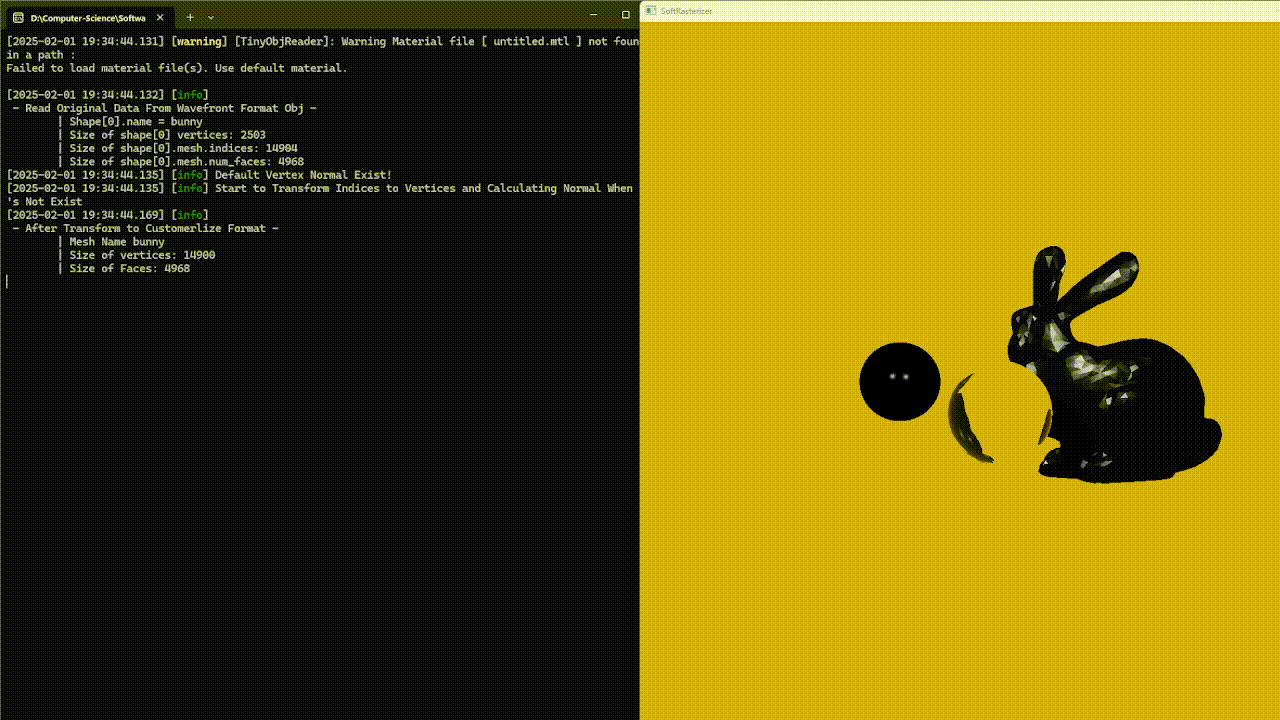 D:\Computer-Science\Softwa
[2025-02-01 19:34:44.131] [warning] [TinyObjReader]: Warning Material file [ untitled.mtl ] not foun
in a path :
Failed to load material file(s). Use default material.
[2025-02-01 19:34:44.132] [info]
- Read Original Data From Wavefront Format Obj -
| Shape[0].name = bunny
| Size of shape[0] vertices: 2503
| Size of shape[0].mesh.indices: 14904
| Size of shape[0].mesh.num_faces: 4968
[2025-02-01 19:34:44.135] [info] Default Vertex Normal Exist!
[2025-02-01 19:34:44.135] [info] Start to Transform Indices to Vertices and Calculating Normal When
's Not Exist
[2025-02-01 19:34:44.169] [info]
- After Transform to Customerlize Format -
| Mesh Name bunny
| Size of vertices: 14900
| Size of Faces: 4968
SoftRasterizer